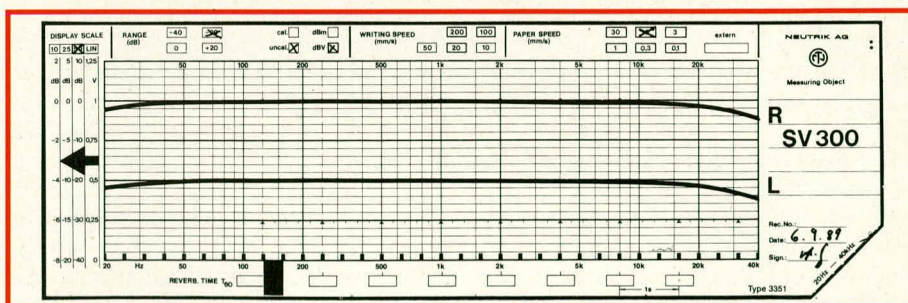 DISPLAY SCALE
10 25 50 LIN
RANGE (dB)
-40 -20
0 +20
cal. dBm
uncal. X dBV X
WRITING SPEED (mm/s)
200 100
50 20 10
PAPER SPEED (mm/s)
30 10 3
1 0,3 0,1
extern
NEUTRIK AG
Measuring Object
2 5 10 1,25
dB dB dB V
0 0 0 1
-2 -5 -10 0,75
-4 -10 -20 0,5
-6 -15 -30 0,25
-8 -20 -40 0
50 100 200 500 1k 2k 5k 10k 20k
20 Hz 50 100 200 500 1k 2k 5k 10k 20k 40k
R
SV 300
L
Rec.No.:
Date: 6.9.89
Sign.:
20Hz – 40kHz
REVERB. TIME T60
1s
Type 3351